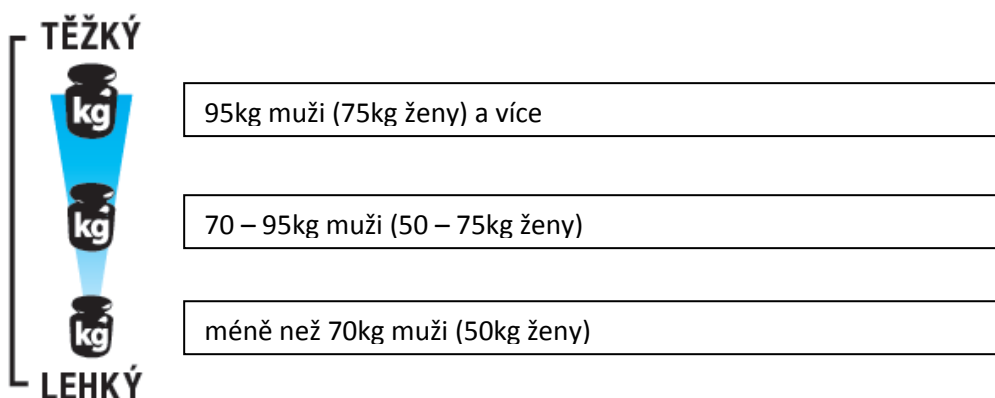 TĚŽKÝ
kg
95kg muži (75kg ženy) a více
kg
70 – 95kg muži (50 – 75kg ženy)
kg
méně než 70kg muži (50kg ženy)
LEHKÝ